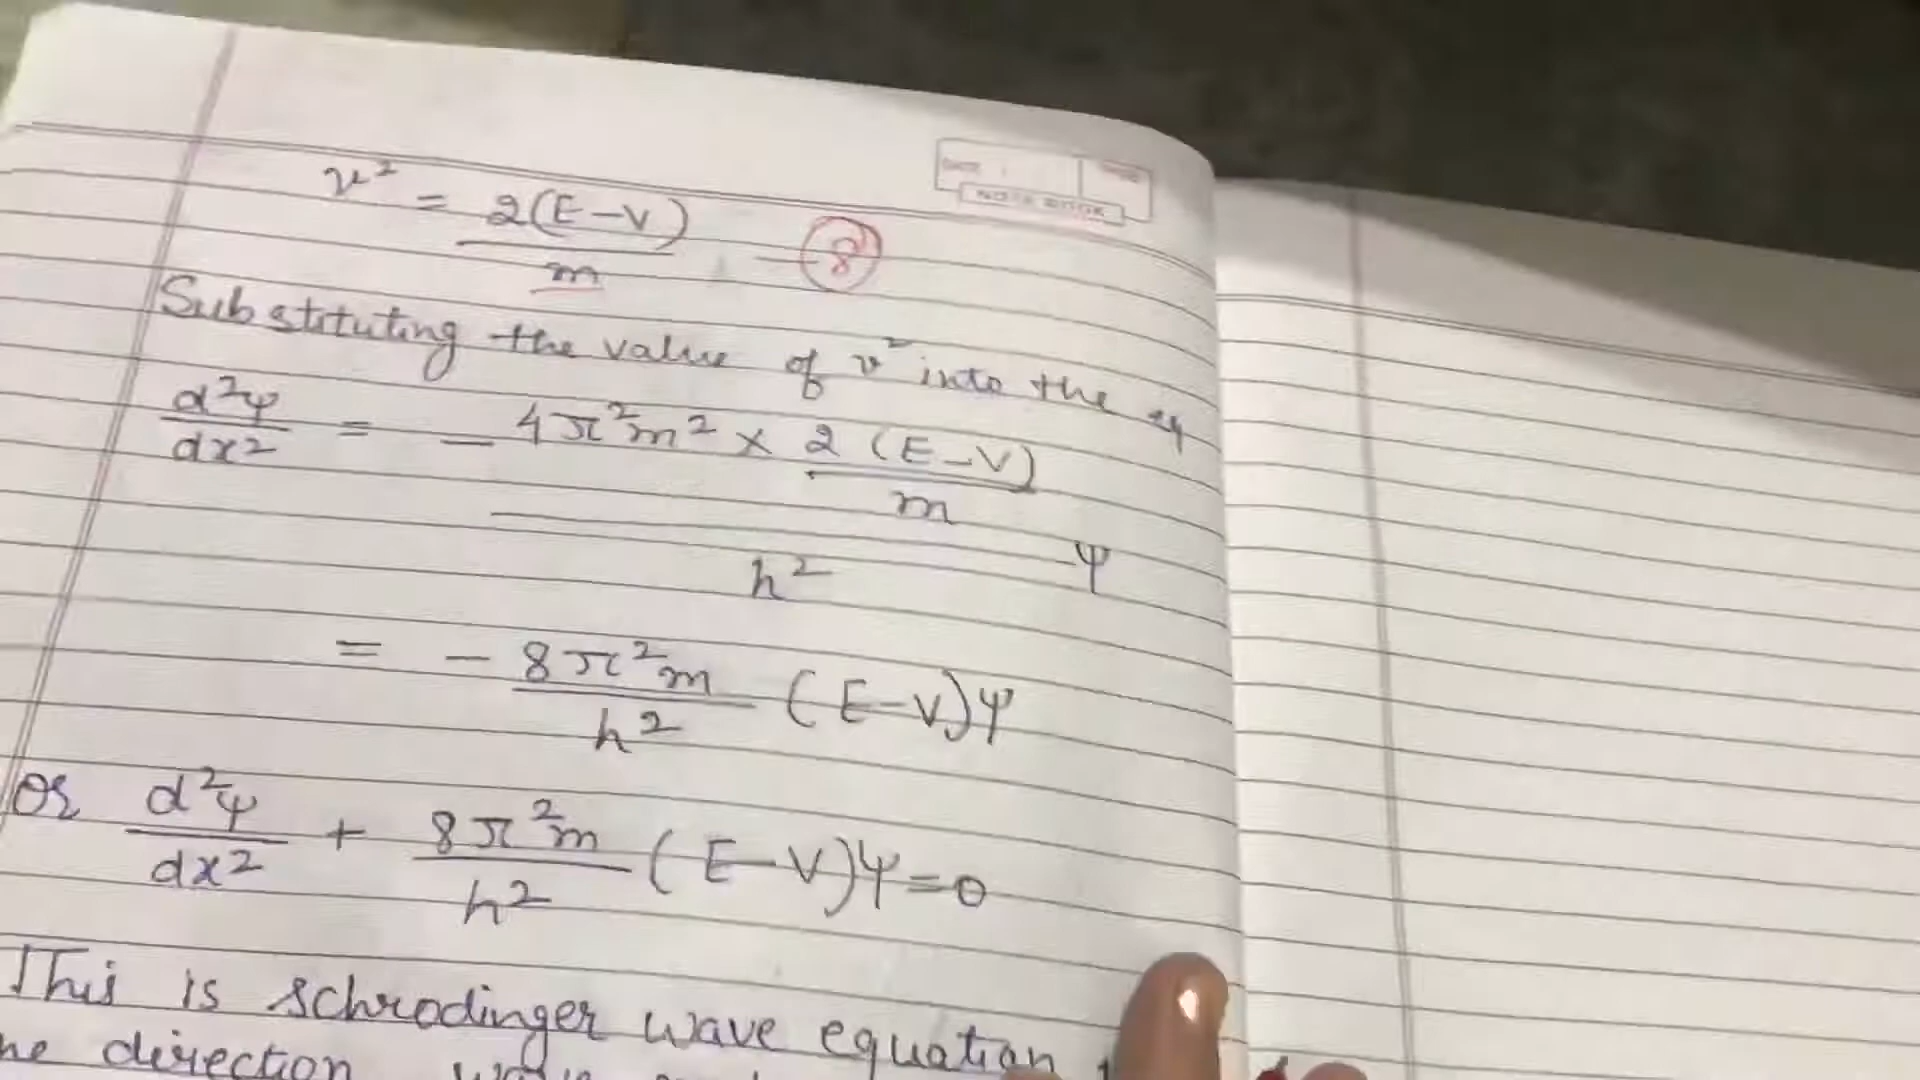 v² = 2(E-V)/m — 8
NOTE BOOK
Substituting the value of v² into the eq
d²ψ/dx² = - 4π²m² × 2(E-V)/m / h² ψ
= - 8π²m/h² (E-V)ψ
or d²ψ/dx² + 8π²m/h² (E-V)ψ=0
This is schrodinger wave equation
direction